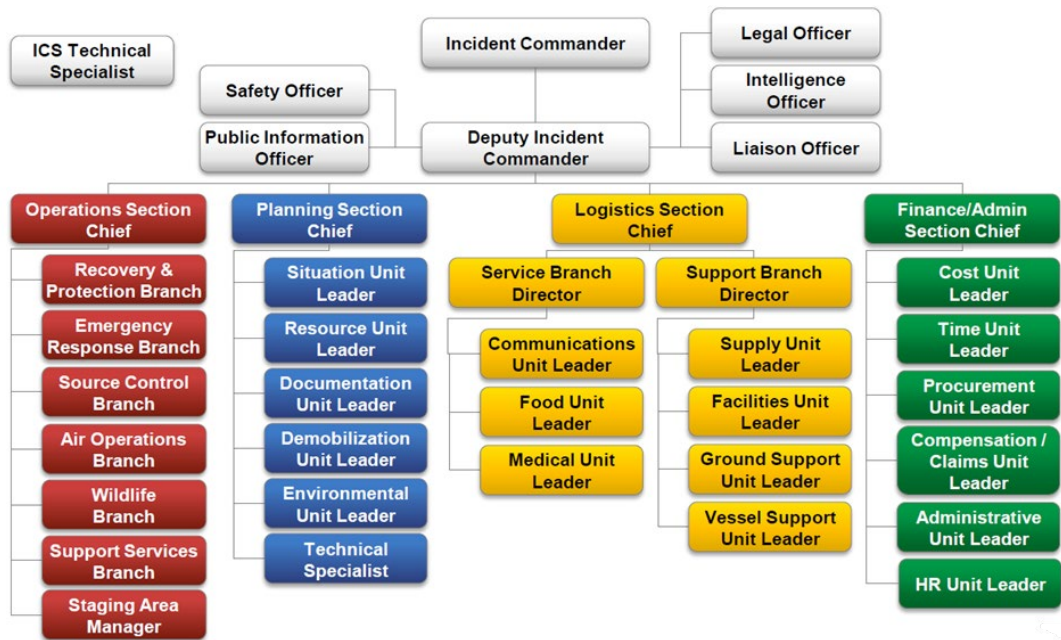 ICS Technical
Specialist
Incident Commander
Legal Officer
Safety Officer
Intelligence
Officer
Public Information
Officer
Deputy Incident
Commander
Liaison Officer
Operations Section
Chief
Recovery &
Protection Branch
Emergency
Response Branch
Source Control
Branch
Air Operations
Branch
Wildlife
Branch
Support Services
Branch
Staging Area
Manager
Planning Section
Chief
Situation Unit
Leader
Resource Unit
Leader
Documentation
Unit Leader
Demobilization
Unit Leader
Environmental
Unit Leader
Technical
Specialist
Logistics Section
Chief
Service Branch
Director
Communications
Unit Leader
Food Unit
Leader
Medical Unit
Leader
Support Branch
Director
Supply Unit
Leader
Facilities Unit
Leader
Ground Support
Unit Leader
Vessel Support
Unit Leader
Finance/Admin
Section Chief
Cost Unit
Leader
Time Unit
Leader
Procurement
Unit Leader
Compensation /
Claims Unit
Leader
Administrative
Unit Leader
HR Unit Leader